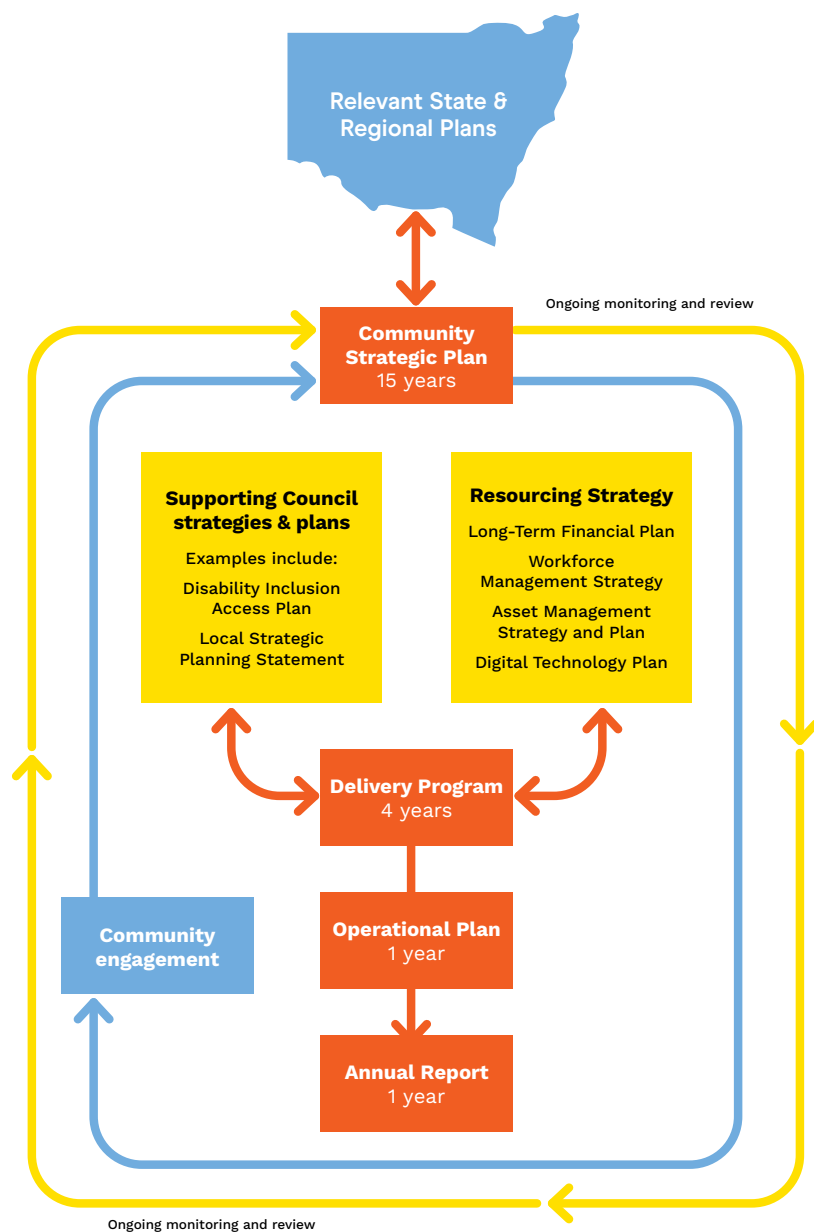 Relevant State &
Regional Plans
Ongoing monitoring and review
Community
Strategic Plan
15 years
Supporting Council
strategies & plans
Examples include:
Disability Inclusion
Access Plan
Local Strategic
Planning Statement
Resourcing Strategy
Long-Term Financial Plan
Workforce
Management Strategy
Asset Management
Strategy and Plan
Digital Technology Plan
Delivery Program
4 years
Community
engagement
Operational Plan
1 year
Annual Report
1 year
Ongoing monitoring and review